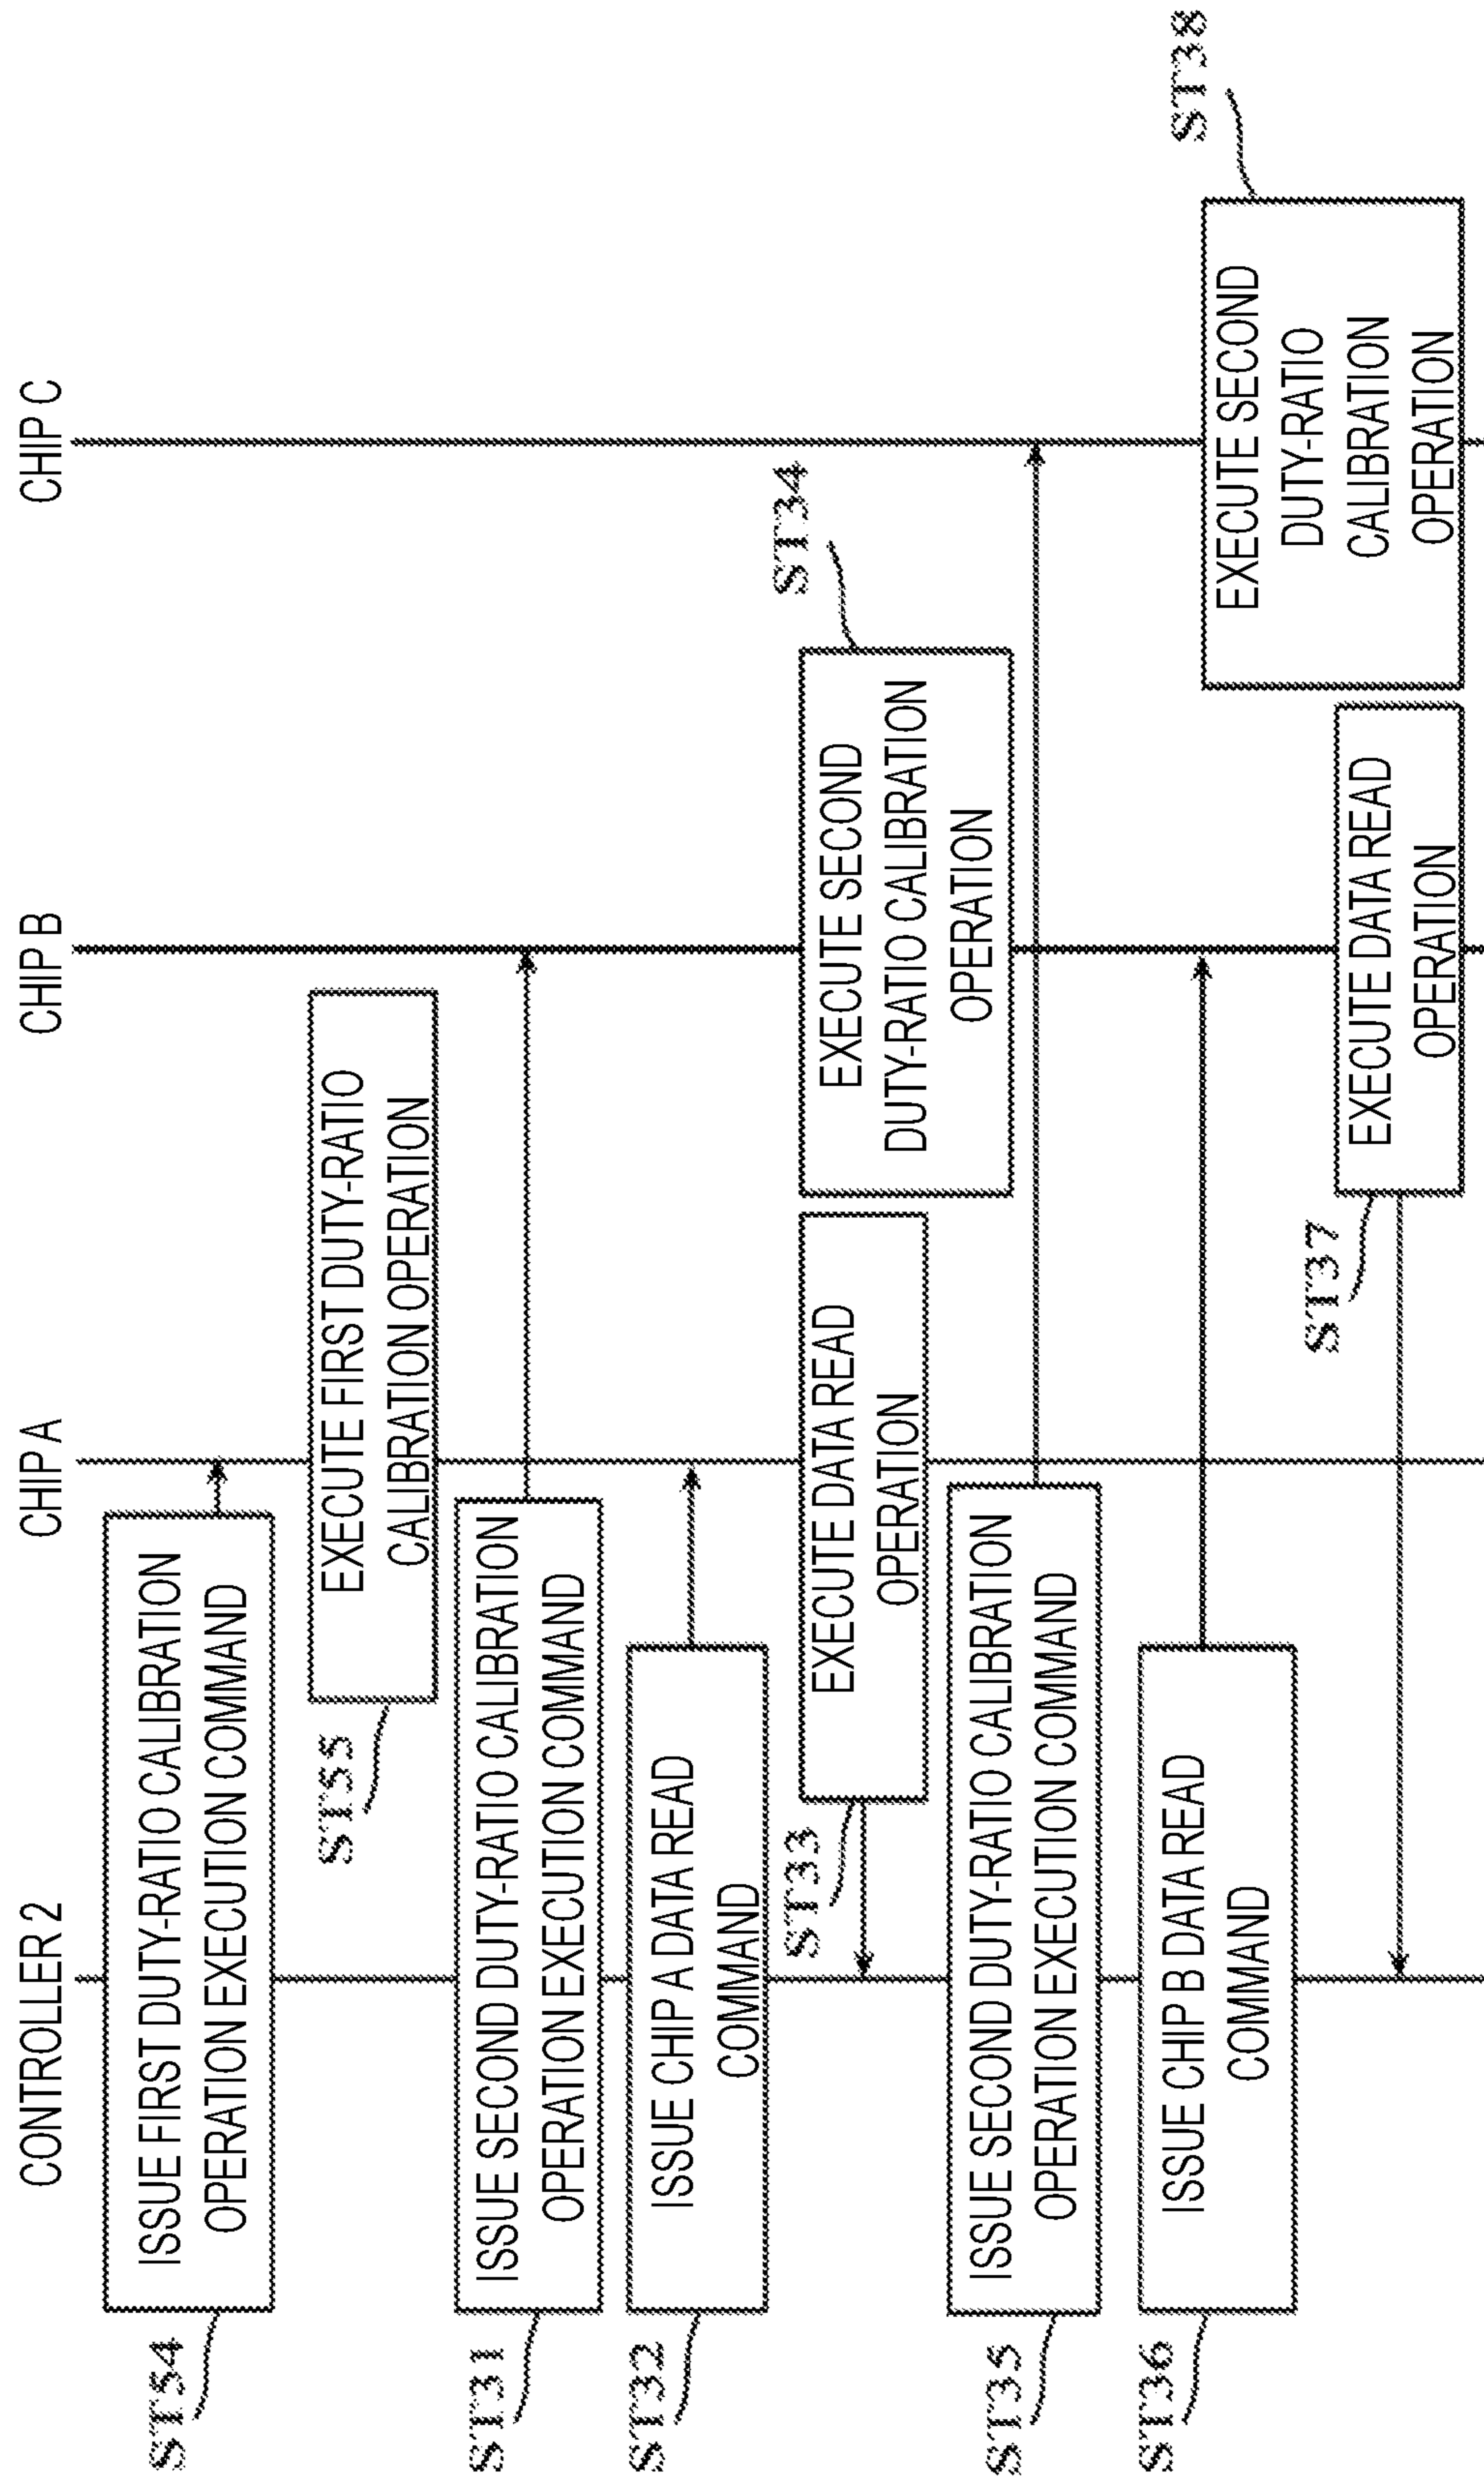 CONTROLLER 2
CHIP A
CHIP B
CHIP C
ST54
ISSUE FIRST DUTY-RATIO CALIBRATION
OPERATION EXECUTION COMMAND
ST55
EXECUTE FIRST DUTY-RATIO
CALIBRATION OPERATION
ST31
ISSUE SECOND DUTY-RATIO CALIBRATION
OPERATION EXECUTION COMMAND
ST32
ISSUE CHIP A DATA READ
COMMAND
ST33
EXECUTE DATA READ
OPERATION
ST34
EXECUTE SECOND
DUTY-RATIO CALIBRATION
OPERATION
ST35
ISSUE SECOND DUTY-RATIO CALIBRATION
OPERATION EXECUTION COMMAND
ST36
ISSUE CHIP B DATA READ
COMMAND
ST37
EXECUTE DATA READ
OPERATION
ST38
EXECUTE SECOND
DUTY-RATIO
CALIBRATION
OPERATION